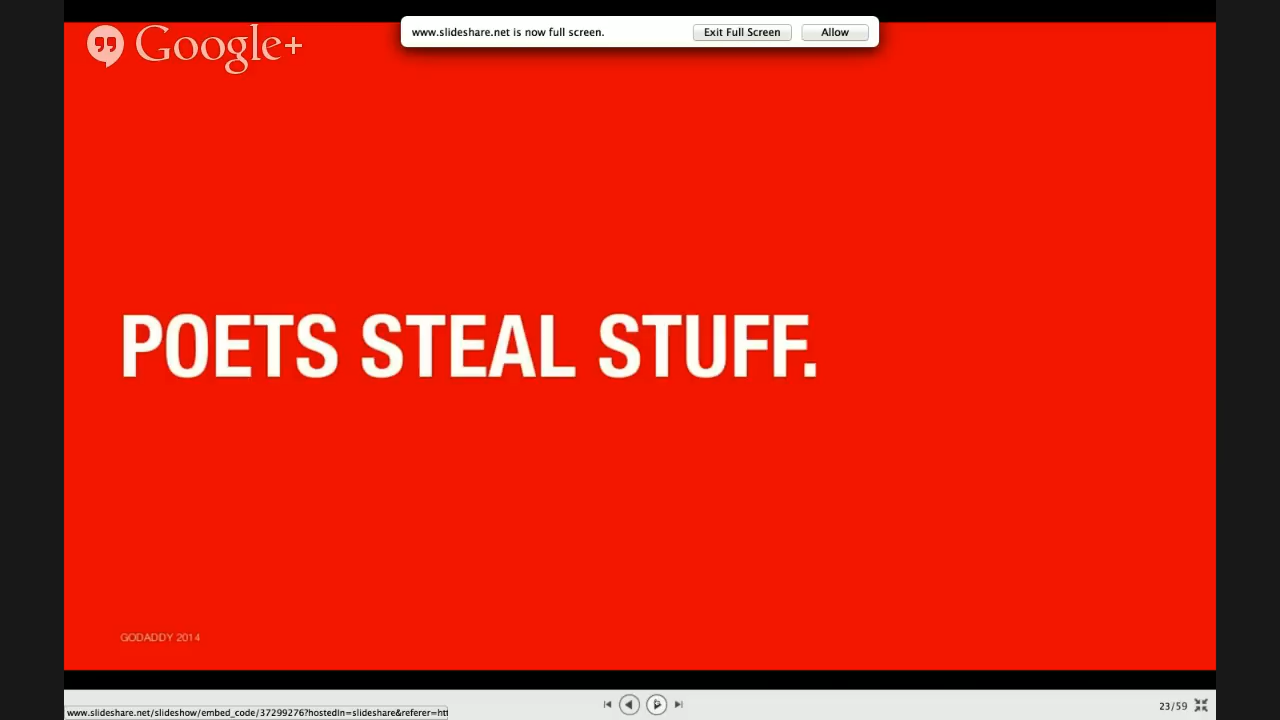 Google+
www.slideshare.net is now full screen.
Exit Full Screen
Allow
POETS STEAL STUFF.
GODADDY 2014
www.slideshare.net/slideshow/embed_code/37299276?hostedIn=slideshare&referer=htt
23/59